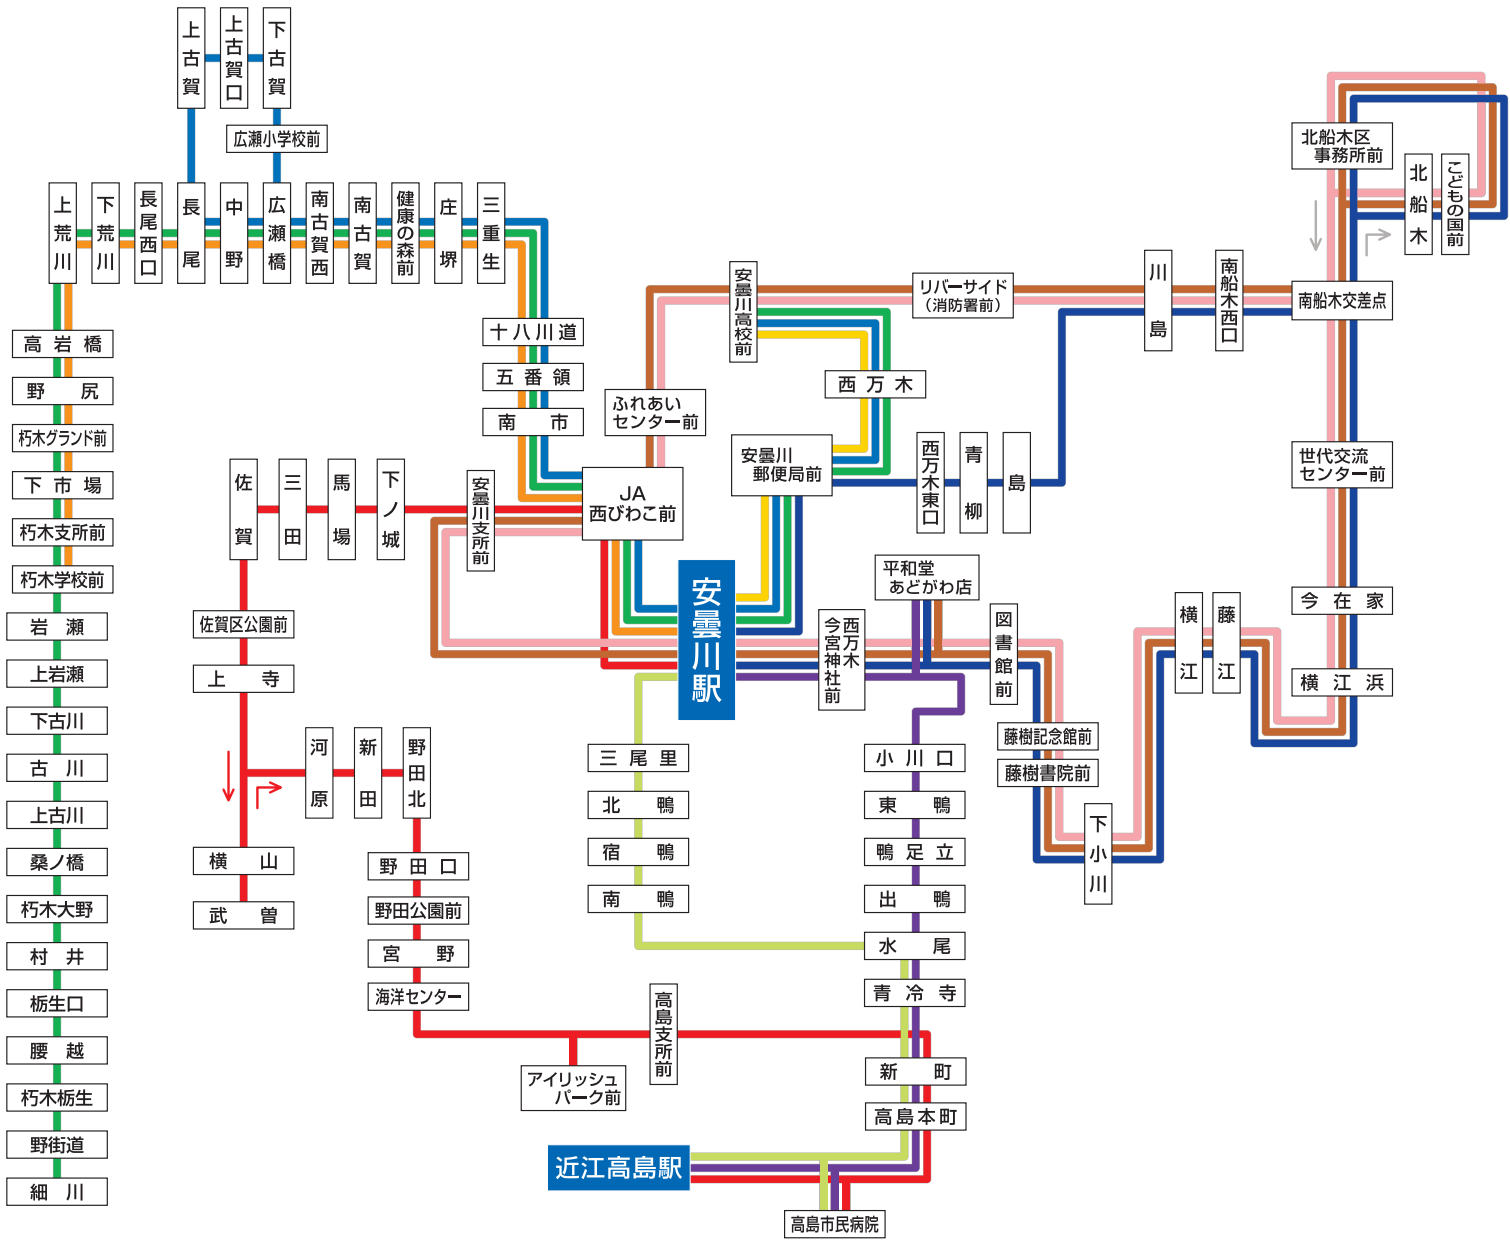 上古賀
上古賀口
下古賀
広瀬小学校前
上荒川
下荒川
長尾西口
長尾
中野
広瀬橋
南古賀西
南古賀
健康の森前
庄堺
三重生
高岩橋
野尻
朽木グランド前
下市場
朽木支所前
朽木学校前
岩瀬
上岩瀬
下古川
古川
上古川
桑ノ橋
朽木大野
村井
栃生口
腰越
朽木栃生
野街道
細川
十八川道
五番領
南市
佐賀
三田
馬場
下ノ城
安曇川支所前
JA
西びわこ前
ふれあい
センター前
安曇川高校前
リバーサイド
(消防署前)
西万木
安曇川
郵便局前
西万木東口
青柳
島
川島
南船木西口
北船木区
事務所前
北船木
こどもの国前
南船木交差点
世代交流
センター前
今在家
横江浜
藤江
横江
下小川
藤樹記念館前
藤樹書院前
図書館前
平和堂
あどがわ店
西万木
今宮神社前
安曇川駅
佐賀区公園前
上寺
河原
新田
野田北
横山
武曽
野田口
野田公園前
宮野
海洋センター
アイリッシュ
パーク前
高島支所前
三尾里
北鴨
宿鴨
南鴨
小川口
東鴨
鴨足立
出鴨
水尾
青冷寺
新町
高島本町
近江高島駅
高島市民病院